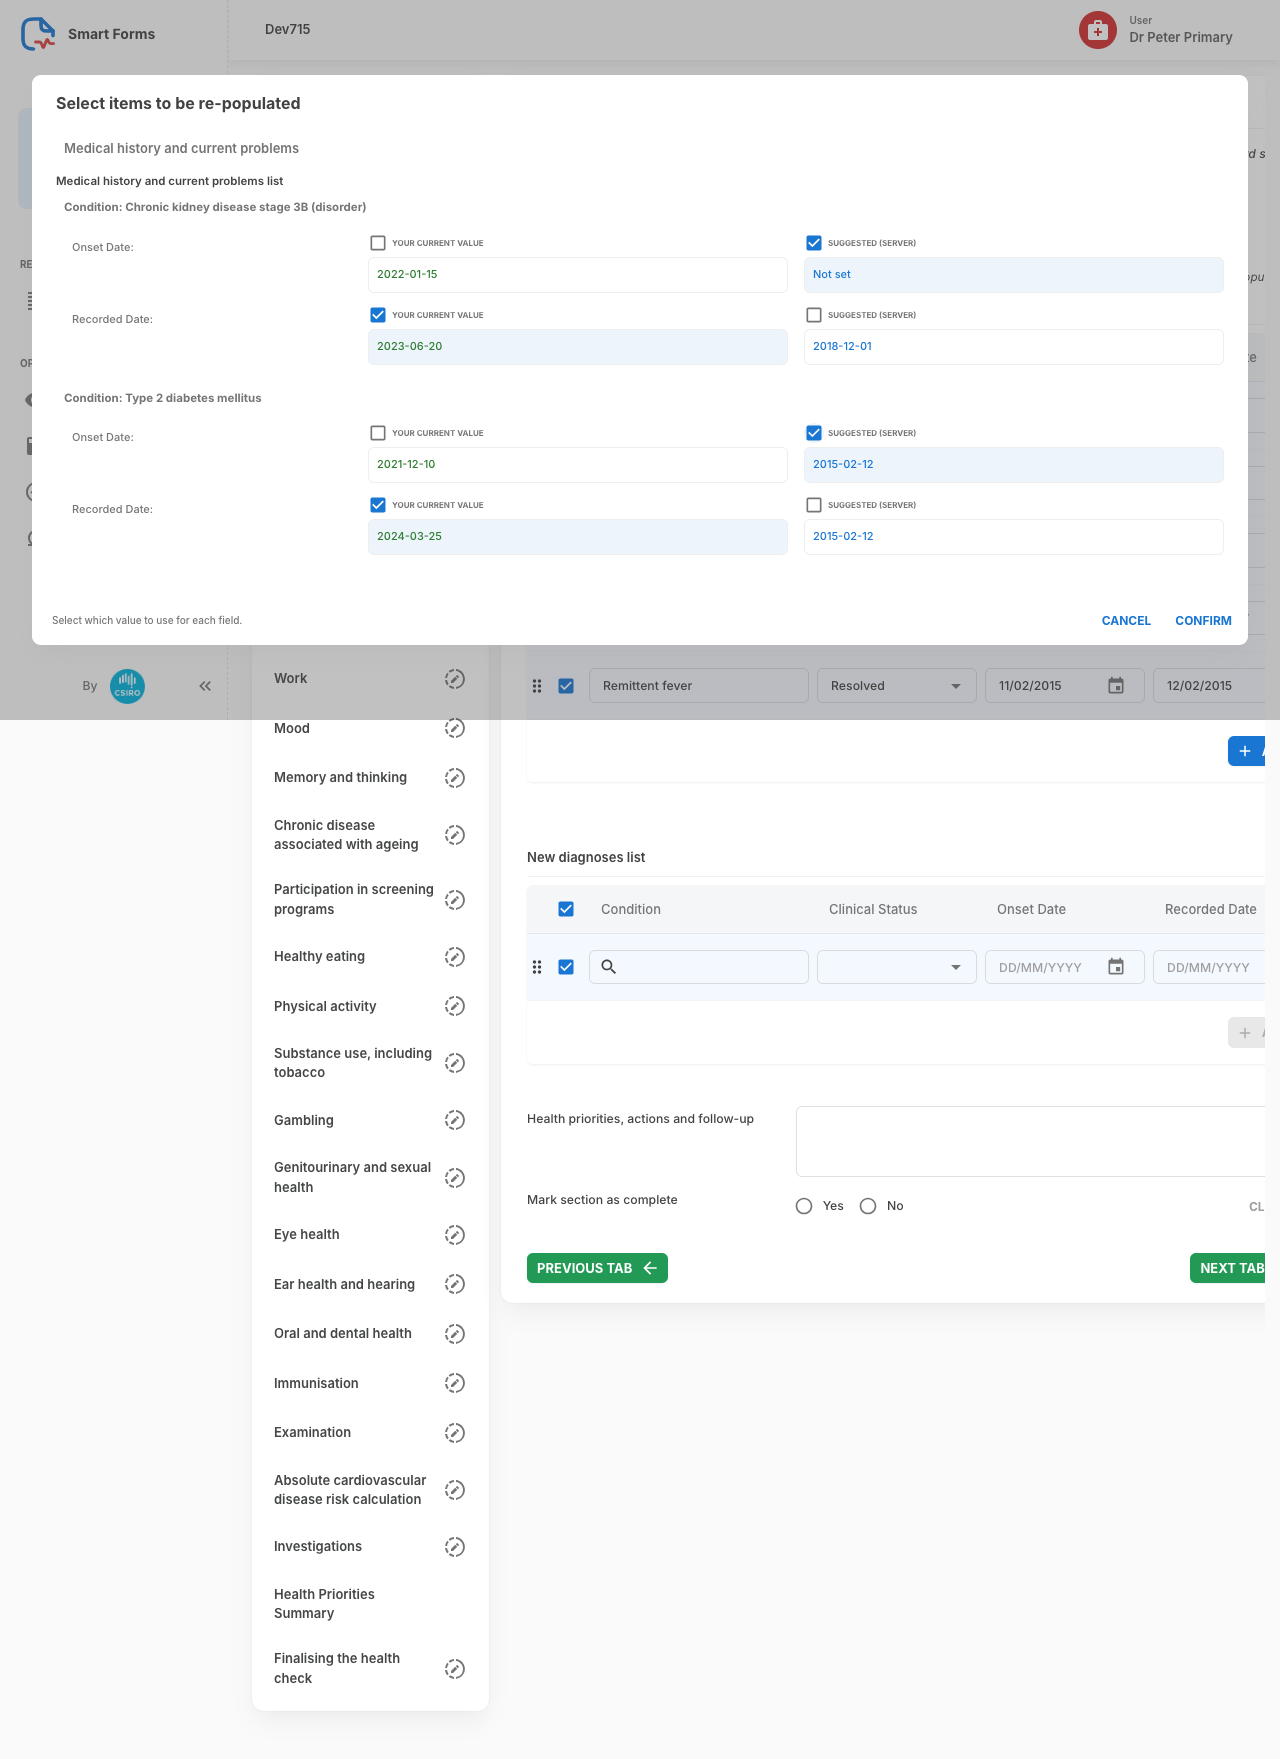 Smart Forms
Dev715
User
Dr Peter Primary
Select items to be re-populated
Medical history and current problems
Medical history and current problems list
Condition: Chronic kidney disease stage 3B (disorder)
Onset Date:
YOUR CURRENT VALUE
2022-01-15
SUGGESTED (SERVER)
Not set
Recorded Date:
YOUR CURRENT VALUE
2023-06-20
SUGGESTED (SERVER)
2018-12-01
Condition: Type 2 diabetes mellitus
Onset Date:
YOUR CURRENT VALUE
2021-12-10
SUGGESTED (SERVER)
2015-02-12
Recorded Date:
YOUR CURRENT VALUE
2024-03-25
SUGGESTED (SERVER)
2015-02-12
Select which value to use for each field.
CANCEL
CONFIRM
By
CSIRO
Remittent fever
Resolved
11/02/2015
12/02/2015
Work
Mood
Memory and thinking
Chronic disease
associated with ageing
Participation in screening
programs
Healthy eating
Physical activity
Substance use, including
tobacco
Gambling
Genitourinary and sexual
health
Eye health
Ear health and hearing
Oral and dental health
Immunisation
Examination
Absolute cardiovascular
disease risk calculation
Investigations
Health Priorities
Summary
Finalising the health
check
New diagnoses list
Condition
Clinical Status
Onset Date
Recorded Date
DD/MM/YYYY
DD/MM/YYYY
Health priorities, actions and follow-up
Mark section as complete
Yes
No
CL
PREVIOUS TAB
NEXT TAB